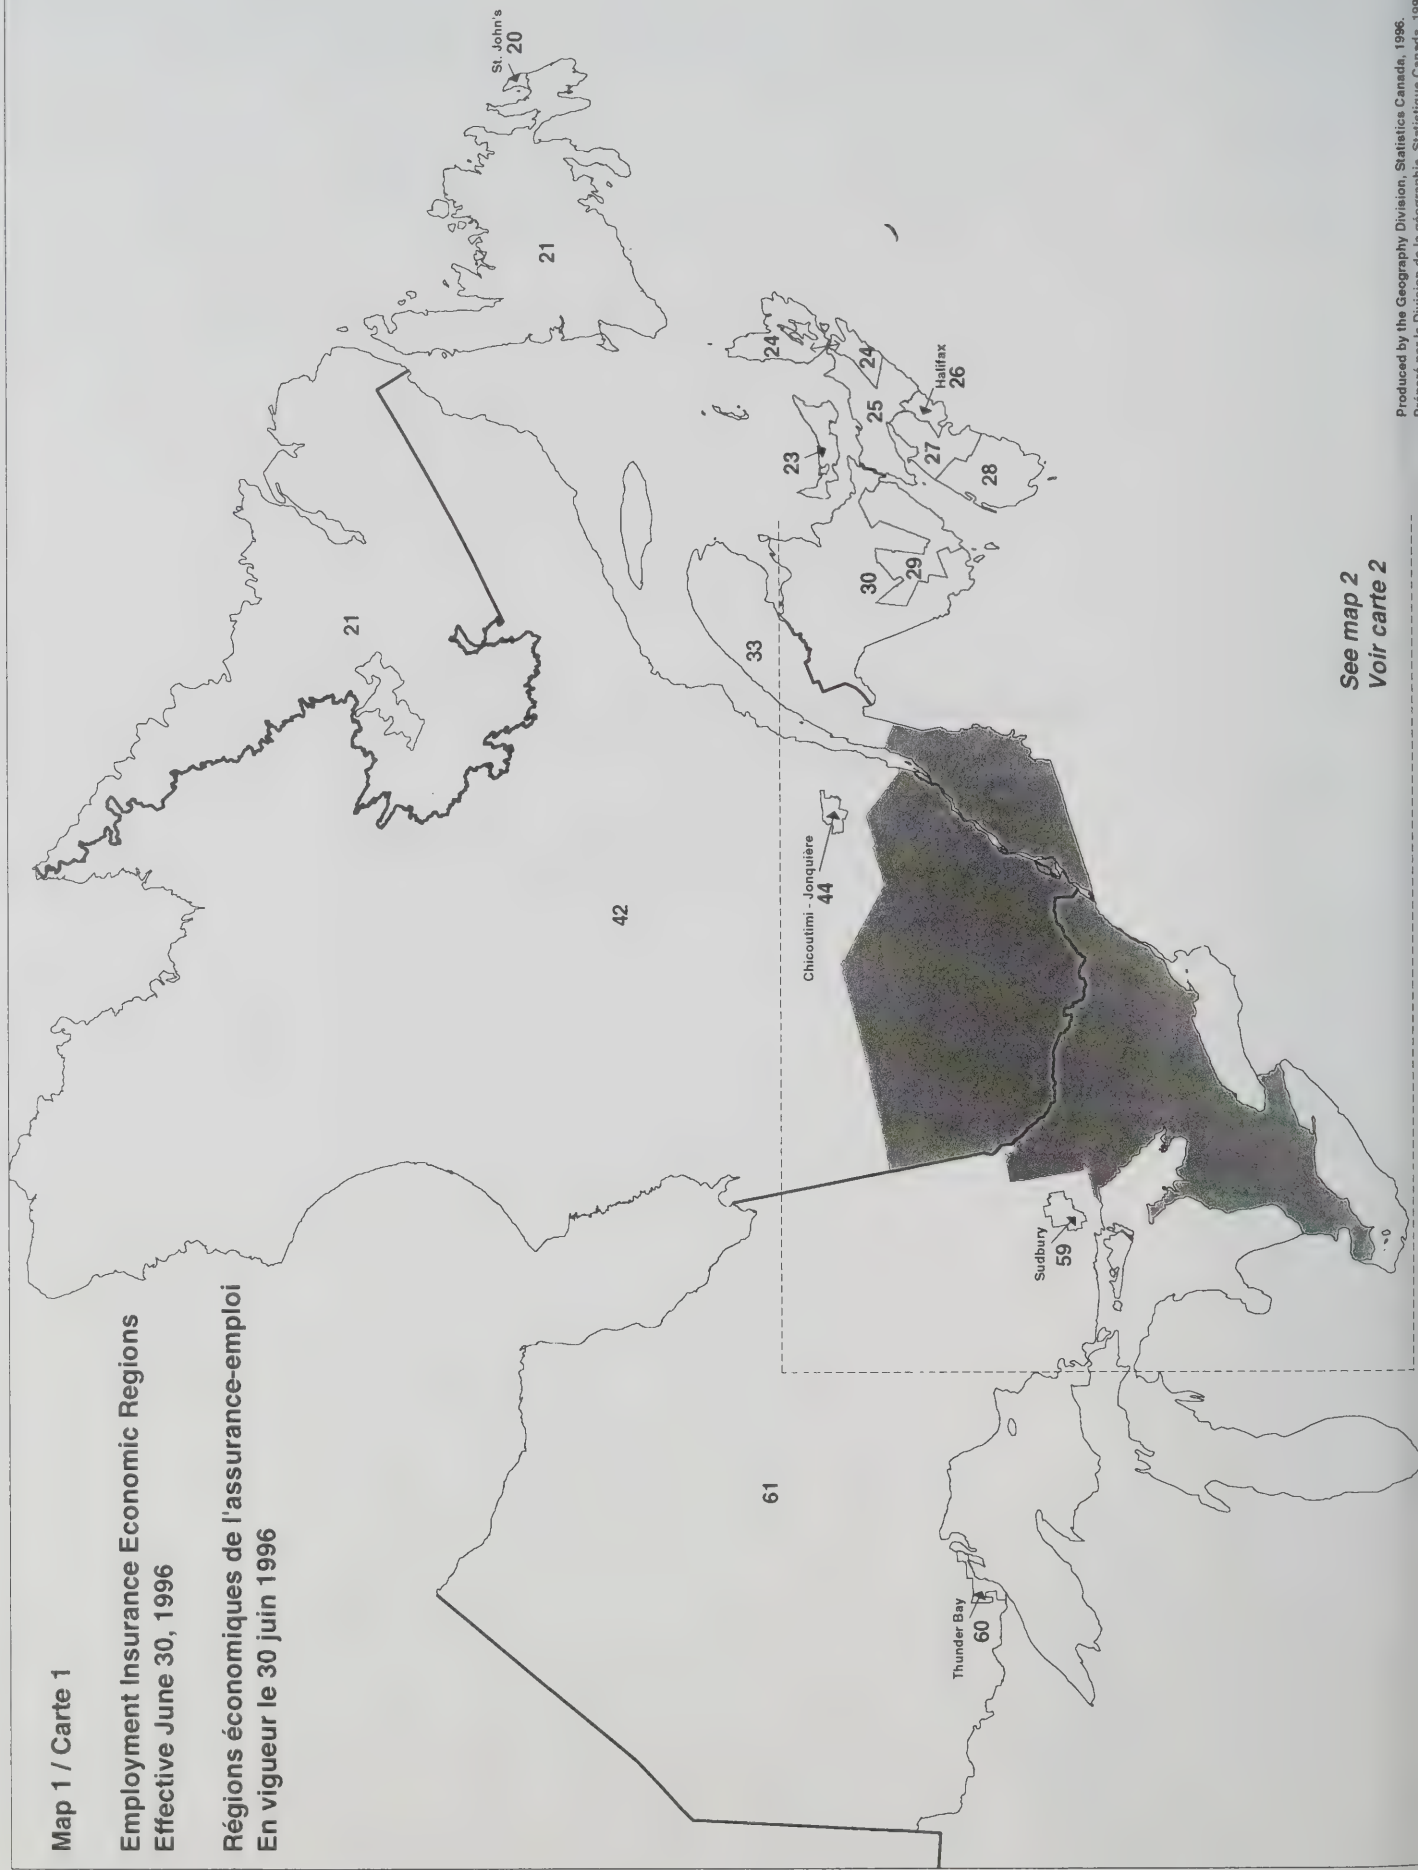 Map 1 / Carte 1
Employment Insurance Economic Regions
Effective June 30, 1996
Régions économiques de l'assurance-emploi
En vigueur le 30 juin 1996
St. John's
20
21
21
24
24
23
25
Halifax
26
27
28
30
29
33
42
Chicoutimi - Jonquière
44
Sudbury
59
61
Thunder Bay
60
See map 2
Voir carte 2
Produced by the Geography Division, Statistics Canada, 1996.